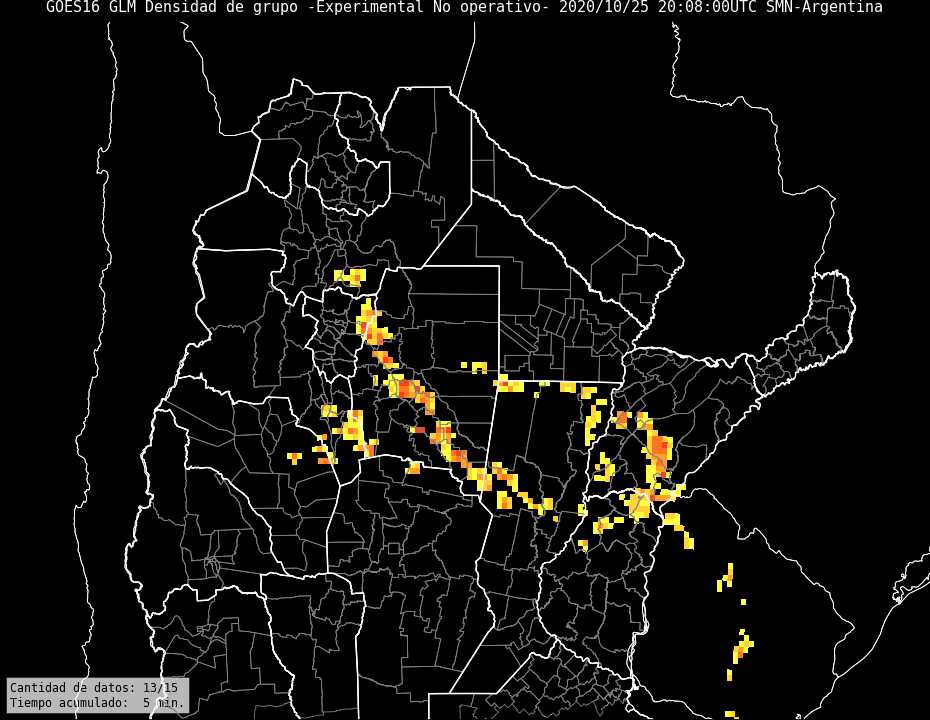 GOES16 GLM Densidad de grupo -Experimental No operativo- 2020/10/25 20:08:00UTC SMN-Argentina
Cantidad de datos: 13/15
Tiempo acumulado: 5 min.